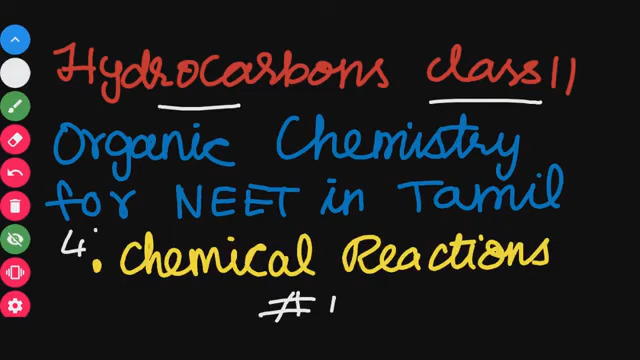 Hydrocarbons class 11
Organic Chemistry
for NEET in Tamil
4. Chemical Reactions
# 1